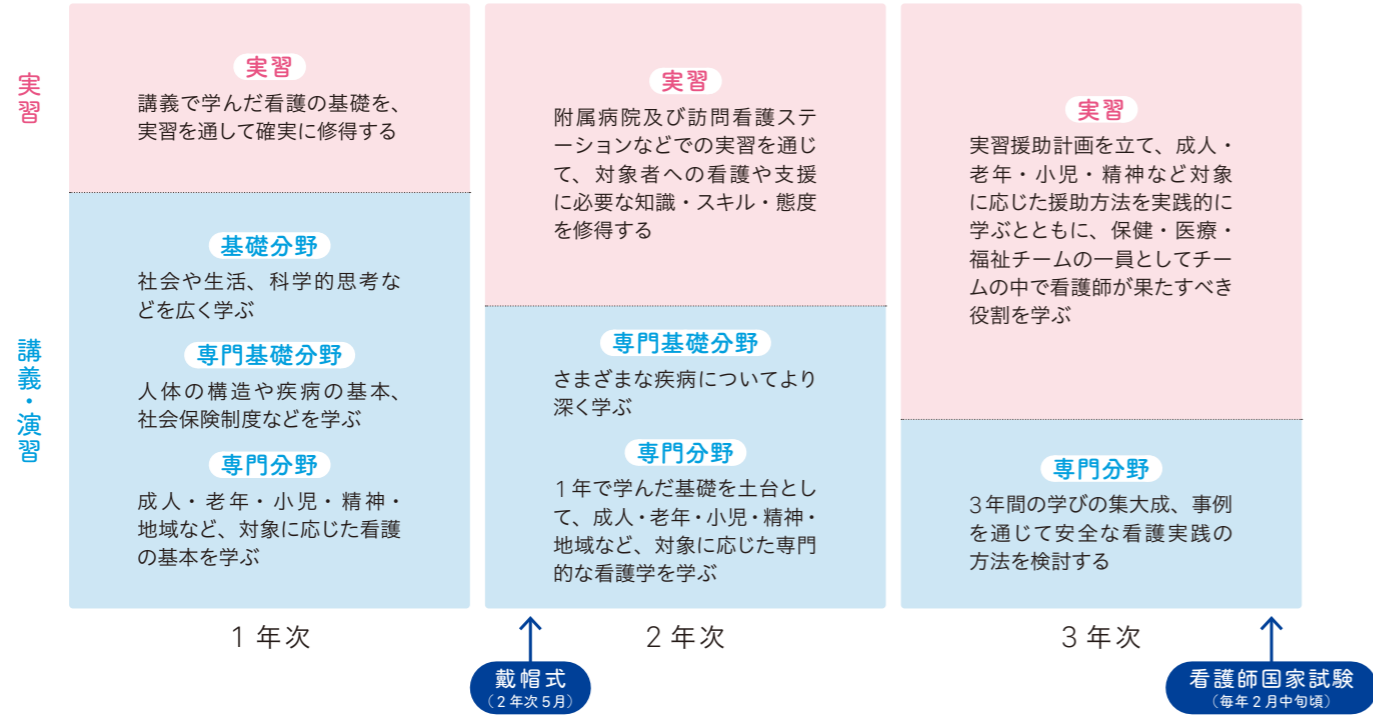 実習
講義・演習
実習
講義で学んだ看護の基礎を、
実習を通して確実に修得する
基礎分野
社会や生活、科学的思考な
どを広く学ぶ
専門基礎分野
人体の構造や疾病の基本、
社会保険制度などを学ぶ
専門分野
成人・老年・小児・精神・
地域など、対象に応じた看護
の基本を学ぶ
1年次
実習
附属病院及び訪問看護ステ
ーションなどでの実習を通じ
て、対象者への看護や支援
に必要な知識・スキル・態度
を修得する
専門基礎分野
さまざまな疾病についてより
深く学ぶ
専門分野
1年で学んだ基礎を土台とし
て、成人・老年・小児・精神・
地域など、対象に応じた専門
的な看護学を学ぶ
2年次
戴帽式
（2年次5月）
実習
実習援助計画を立て、成人・
老年・小児・精神など対象
に応じた援助方法を実践的に
学ぶとともに、保健・医療・
福祉チームの一員としてチー
ムの中で看護師が果たすべき
役割を学ぶ
専門分野
3年間の学びの集大成、事例
を通じて安全な看護実践の
方法を検討する
3年次
看護師国家試験
（毎年2月中旬頃）